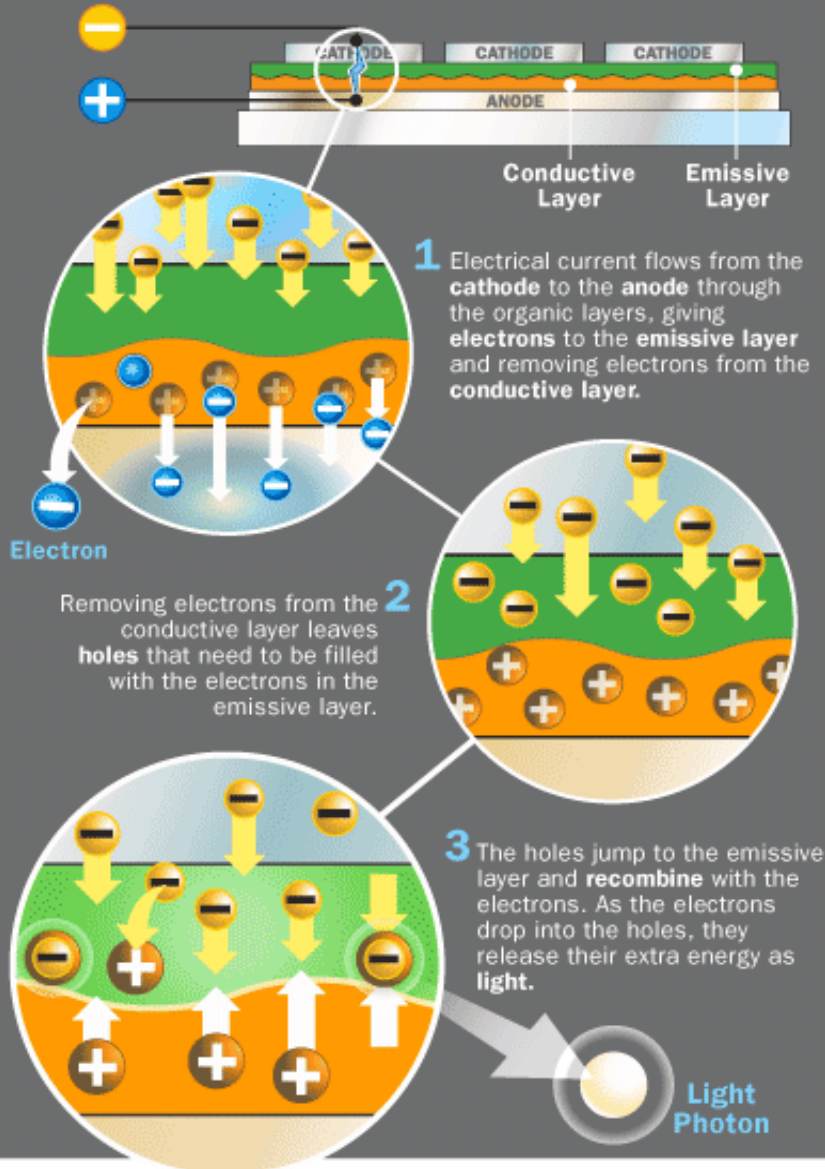 CATHODE CATHODE CATHODE
ANODE
Conductive Layer
Emissive Layer
1 Electrical current flows from the
cathode to the anode through
the organic layers, giving
electrons to the emissive layer
and removing electrons from the
conductive layer.
Electron
2 Removing electrons from the
conductive layer leaves
holes that need to be filled
with the electrons in the
emissive layer.
3 The holes jump to the emissive
layer and recombine with the
electrons. As the electrons
drop into the holes, they
release their extra energy as
light.
Light
Photon